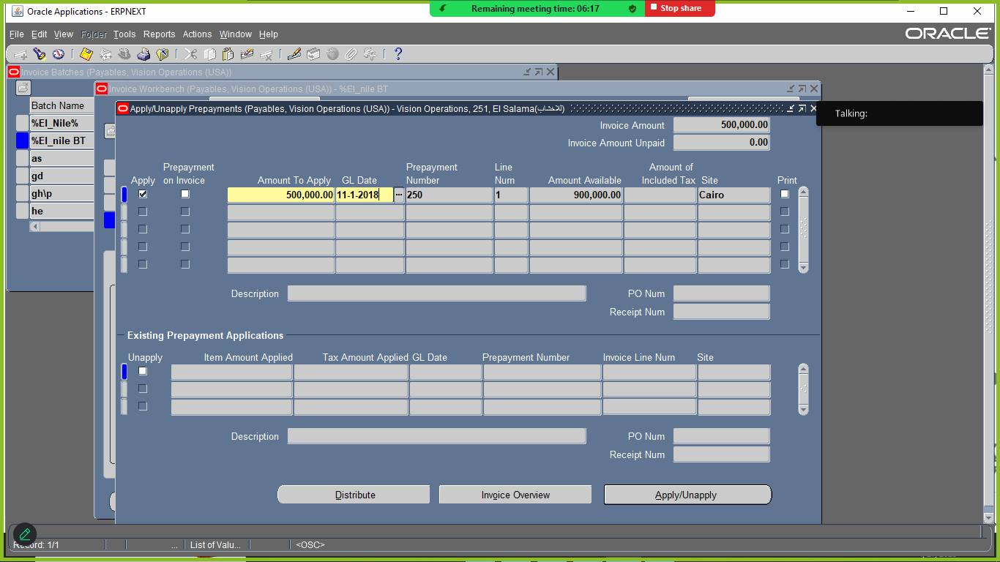 Oracle Applications - ERPNEXT
Remaining meeting time: 06:17
Stop share
File Edit View Folder Tools Reports Actions Window Help
ORACLE
Invoice Batches (Payables, Vision Operations (USA))
Invoice Workbench (Payables, Vision Operations (USA)) - %El_nile BT
Apply/Unapply Prepayments (Payables, Vision Operations (USA)) - Vision Operations, 251, El Salama(للاخشاب)
Talking:
Batch Name
%El_Nile%
%El_nile BT
as
gd
gh\p
he
Invoice Amount 500,000.00
Invoice Amount Unpaid 0.00
Apply
Prepayment on Invoice
Amount To Apply
GL Date
Prepayment Number
Line Num
Amount Available
Amount of Included Tax
Site
Print
500,000.00 11-1-2018 ... 250 1 900,000.00 Cairo
Description
PO Num
Receipt Num
Existing Prepayment Applications
Unapply Item Amount Applied Tax Amount Applied GL Date Prepayment Number Invoice Line Num Site
Description
PO Num
Receipt Num
Distribute Invoice Overview Apply/Unapply
Record: 1/1 ... List of Valu... <OSC>